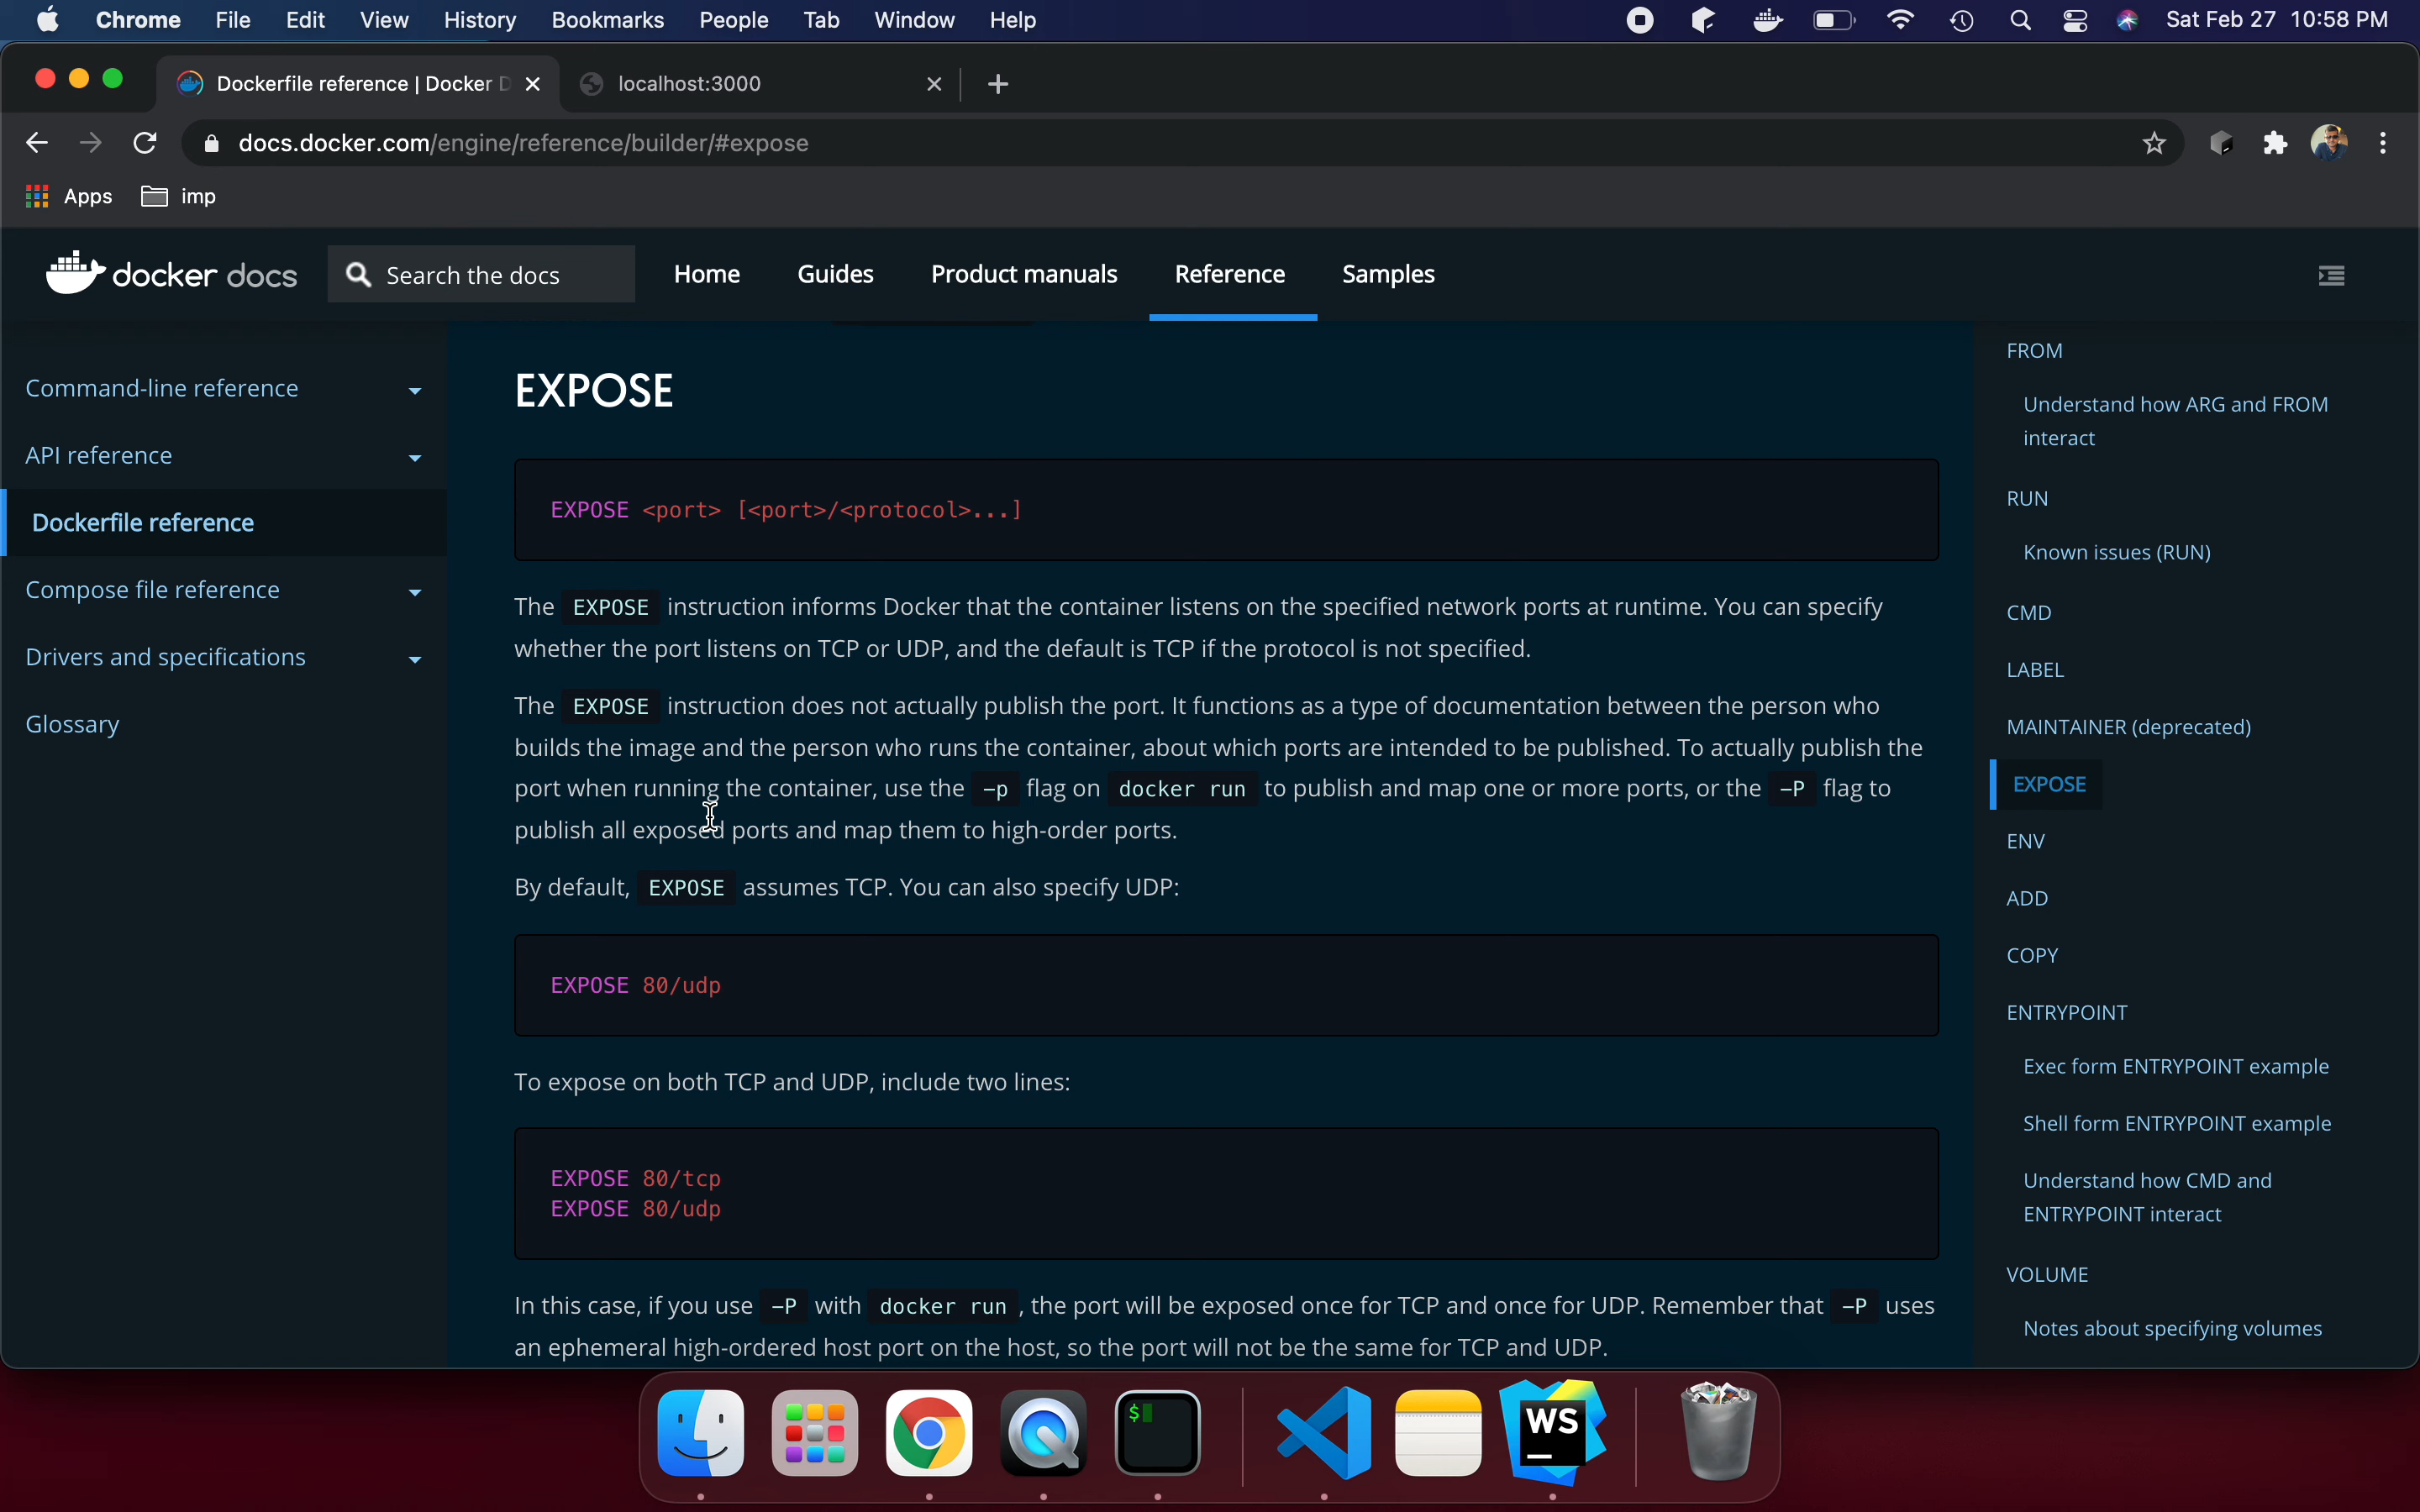 Chrome File Edit View History Bookmarks People Tab Window Help Sat Feb 27 10:58 PM
Dockerfile reference | Docker D localhost:3000
docs.docker.com/engine/reference/builder/#expose
Apps imp
docker docs Search the docs Home Guides Product manuals Reference Samples
Command-line reference
API reference
Dockerfile reference
Compose file reference
Drivers and specifications
Glossary
EXPOSE
EXPOSE <port> [<port>/<protocol>...]
The EXPOSE instruction informs Docker that the container listens on the specified network ports at runtime. You can specify
whether the port listens on TCP or UDP, and the default is TCP if the protocol is not specified.
The EXPOSE instruction does not actually publish the port. It functions as a type of documentation between the person who
builds the image and the person who runs the container, about which ports are intended to be published. To actually publish the
port when running the container, use the -p flag on docker run to publish and map one or more ports, or the -P flag to
publish all exposed ports and map them to high-order ports.
By default, EXPOSE assumes TCP. You can also specify UDP:
EXPOSE 80/udp
To expose on both TCP and UDP, include two lines:
EXPOSE 80/tcp
EXPOSE 80/udp
In this case, if you use -P with docker run, the port will be exposed once for TCP and once for UDP. Remember that -P uses
an ephemeral high-ordered host port on the host, so the port will not be the same for TCP and UDP.
FROM
Understand how ARG and FROM
interact
RUN
Known issues (RUN)
CMD
LABEL
MAINTAINER (deprecated)
EXPOSE
ENV
ADD
COPY
ENTRYPOINT
Exec form ENTRYPOINT example
Shell form ENTRYPOINT example
Understand how CMD and
ENTRYPOINT interact
VOLUME
Notes about specifying volumes
$
WS